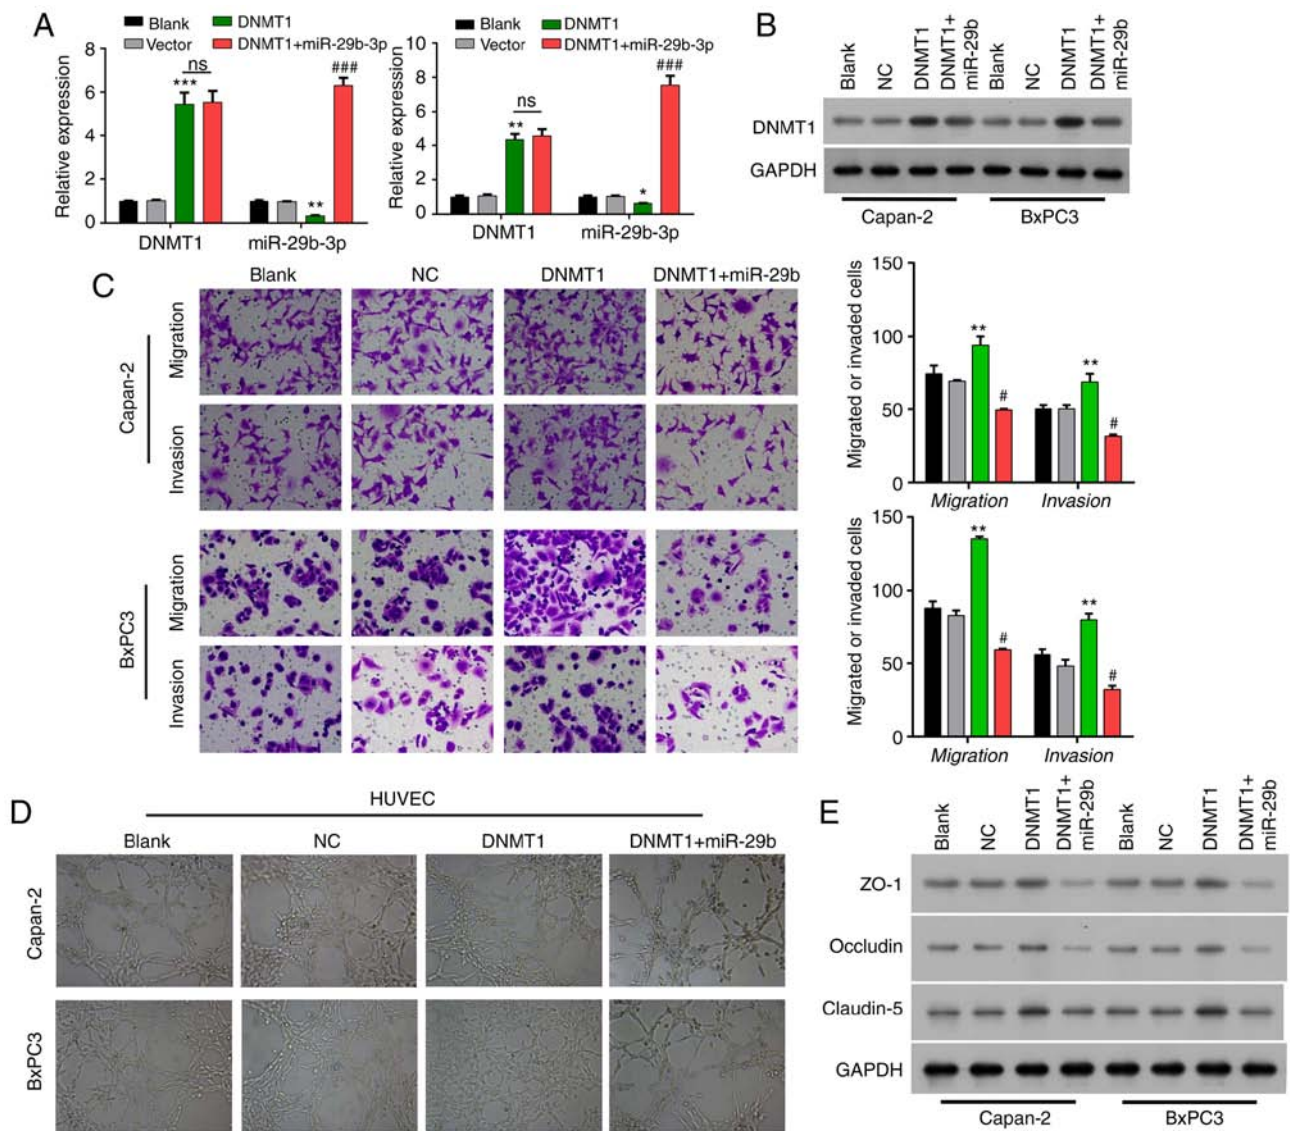 A
Blank
DNMT1
Vector
DNMT1+miR-29b-3p
Relative expression
8
6
4
2
0
***
ns
**
###
DNMT1
miR-29b-3p
Blank
DNMT1
Vector
DNMT1+miR-29b-3p
Relative expression
10
8
6
4
2
0
**
ns
*
###
DNMT1
miR-29b-3p
B
Blank
NC
DNMT1
DNMT1+
miR-29b
Blank
NC
DNMT1
DNMT1+
miR-29b
DNMT1
GAPDH
Capan-2
BxPC3
C
Blank
NC
DNMT1
DNMT1+miR-29b
Capan-2
Migration
Invasion
BxPC3
Migration
Invasion
Migrated or invaded cells
150
100
50
0
**
#
**
#
Migration
Invasion
Migrated or invaded cells
150
100
50
0
**
#
**
#
Migration
Invasion
D
HUVEC
Blank
NC
DNMT1
DNMT1+miR-29b
Capan-2
BxPC3
E
Blank
NC
DNMT1
DNMT1+
miR-29b
Blank
NC
DNMT1
DNMT1+
miR-29b
ZO-1
Occludin
Claudin-5
GAPDH
Capan-2
BxPC3